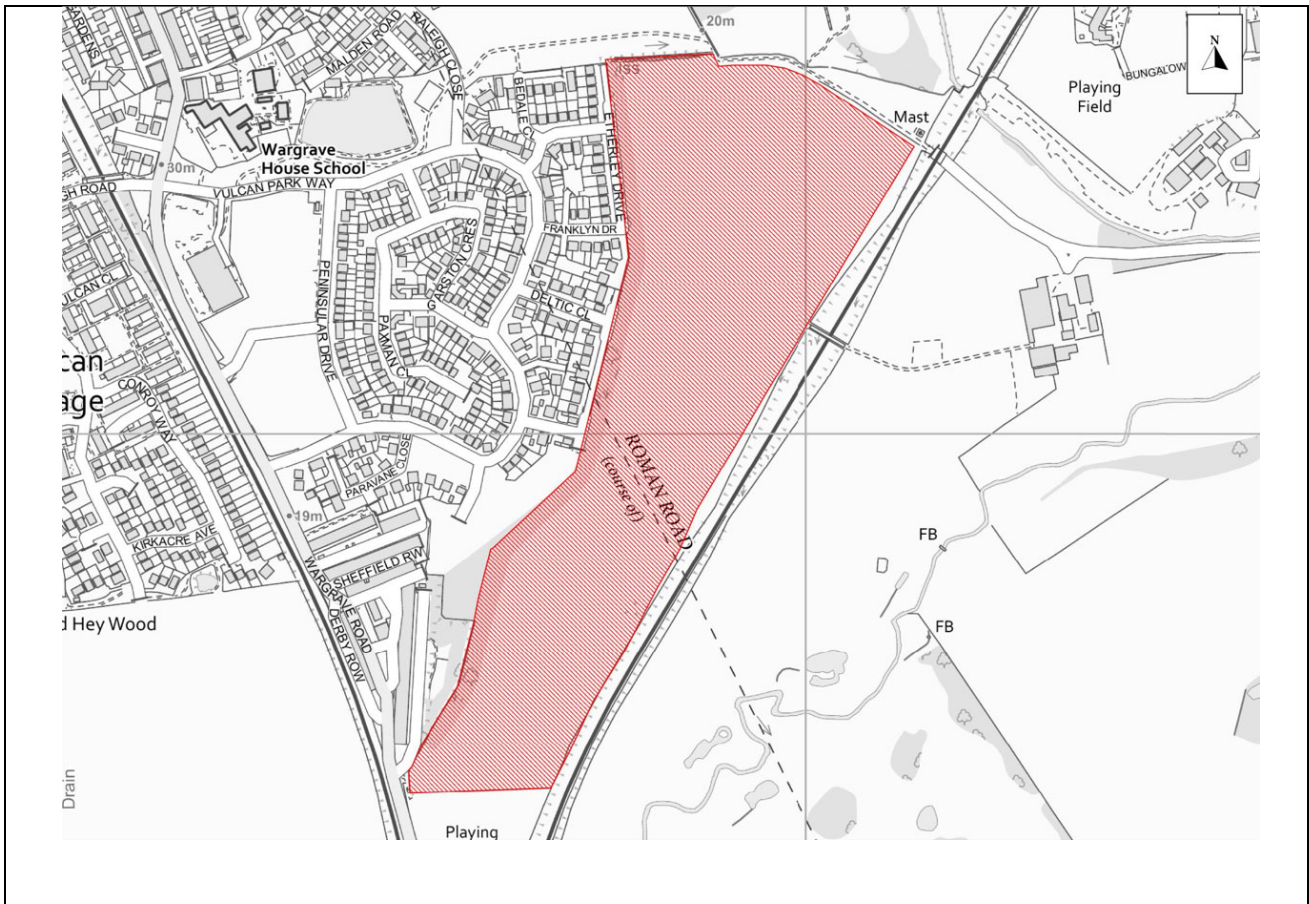 GARDENS
MALDEN ROAD
RALEIGH CLOSE
20m
N
BUNGALOW
Playing
Field
BEDALE CL
ETHERLEY DRIVE
Mast
Wargrave
House School
30m
GH ROAD
VULCAN PARK WAY
FRANKLYN DR
GARSTON CRES
DELTIC CL
VULCAN CL
PENINSULAR DRIVE
PAXMAN CL
can
age
CONROY WAY
ROMAN ROAD
(course of)
PARAVANE CLOSE
19m
KIRKACRE AVE
SHEFFIELD RW
WARGRAVE ROAD
DERBY ROW
FB
FB
d Hey Wood
Drain
Playing